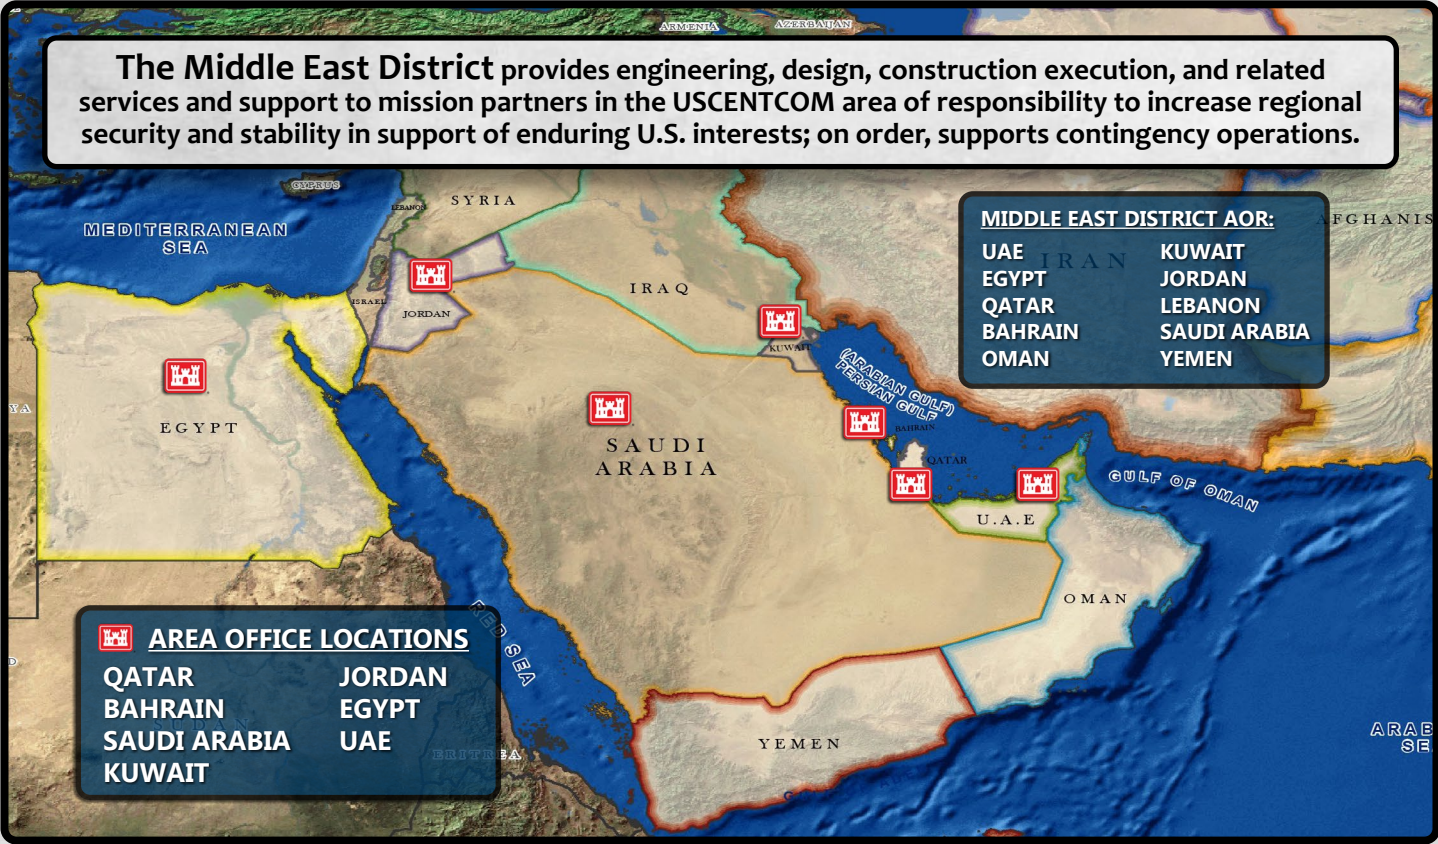 ARMENIA
AZERBAIJAN
The Middle East District provides engineering, design, construction execution, and related
services and support to mission partners in the USCENTCOM area of responsibility to increase regional
security and stability in support of enduring U.S. interests; on order, supports contingency operations.
CYPRUS
SYRIA
LEBANON
MEDITERRANEAN
SEA
MIDDLE EAST DISTRICT AOR:
UAE
EGYPT
QATAR
BAHRAIN
OMAN
KUWAIT
JORDAN
LEBANON
SAUDI ARABIA
YEMEN
AFGHANIS
IRAN
IRAQ
ISRAEL
JORDAN
KUWAIT
(ARABIAN GULF)
PERSIAN GULF
YA
EGYPT
SAUDI
ARABIA
BAHRAIN
QATAR
GULF OF OMAN
U.A.E
OMAN
RED SEA
AREA OFFICE LOCATIONS
QATAR
BAHRAIN
SAUDI ARABIA
KUWAIT
JORDAN
EGYPT
UAE
SUDAN
ERITREA
YEMEN
ARAB
SE